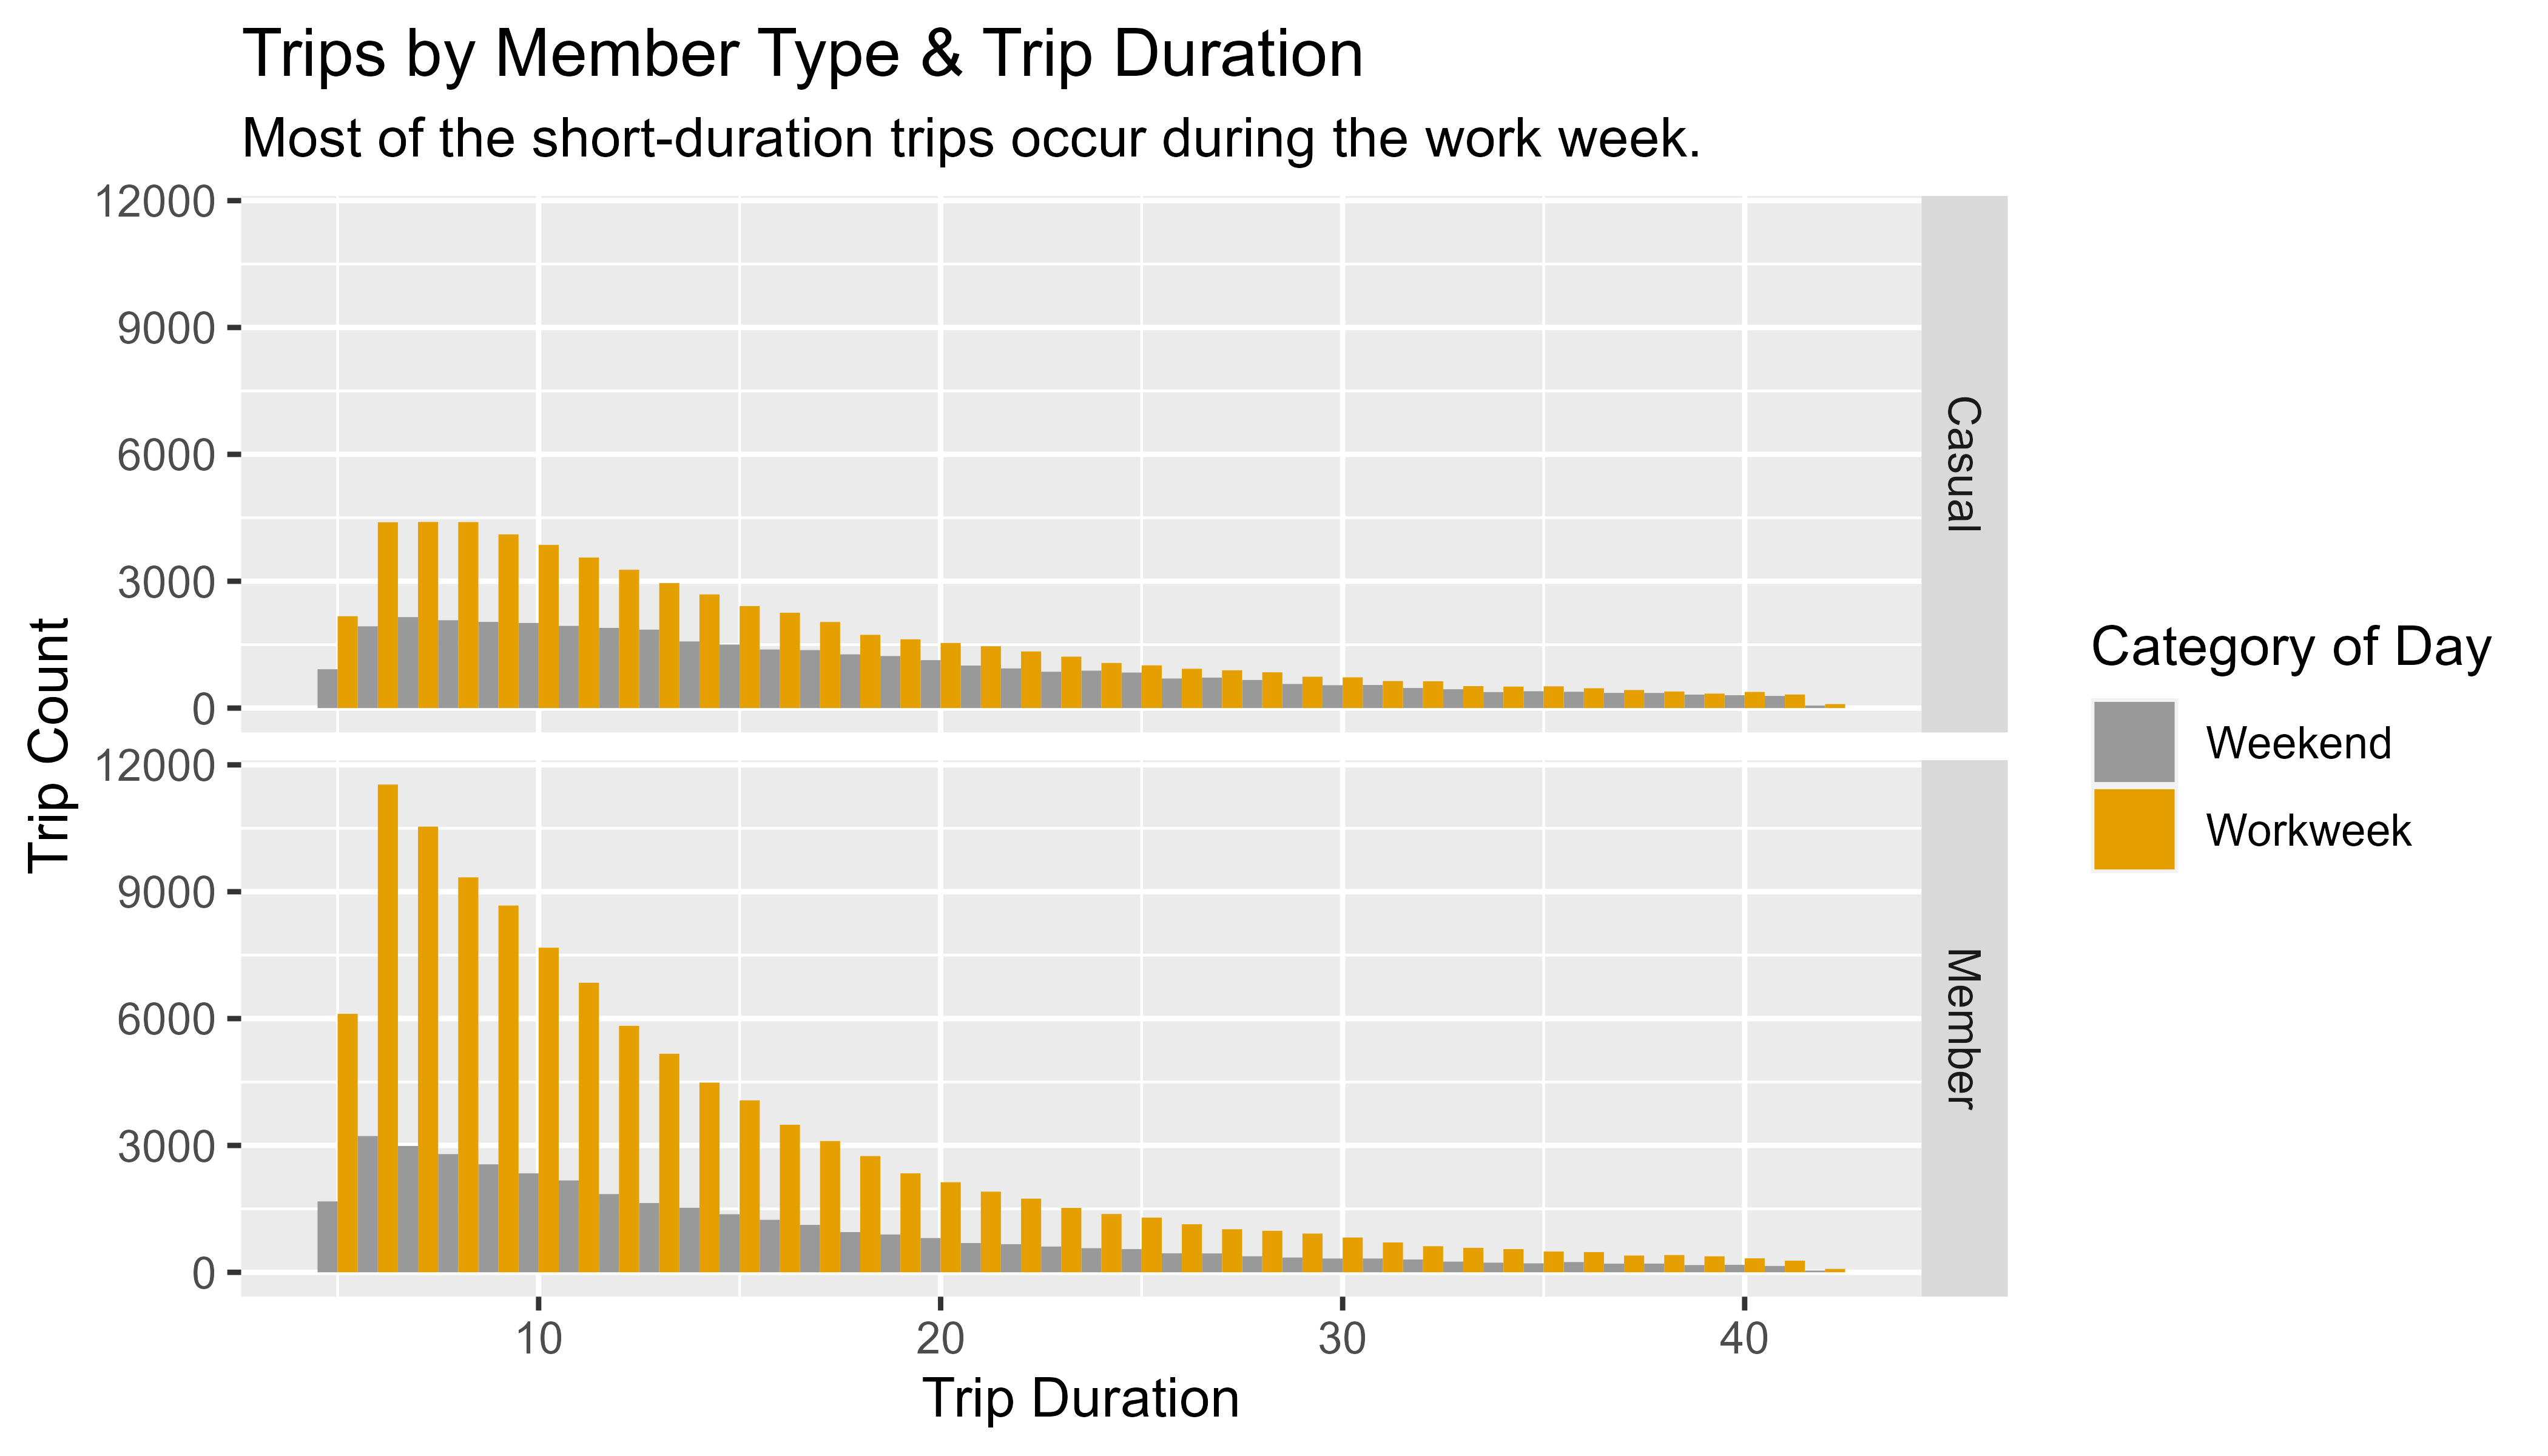 Trips by Member Type & Trip Duration
Most of the short-duration trips occur during the work week.
Trip Count
12000
9000
6000
3000
0
Casual
12000
9000
6000
3000
0
Member
10 20 30 40
Trip Duration
Category of Day
Weekend
Workweek